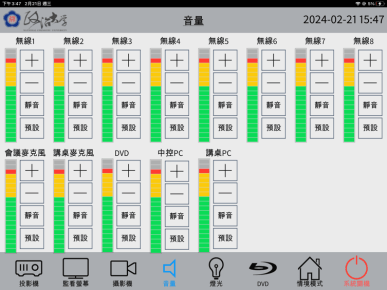 下午3:47 2月21日 週三
5%
政治大學
音量
2024-02-21 15:47
無線1 無線2 無線3 無線4 無線5 無線6 無線7 無線8
靜音 靜音 靜音 靜音 靜音 靜音 靜音 靜音
預設 預設 預設 預設 預設 預設 預設 預設
會議麥克風 講桌麥克風 DVD 中控PC 講桌PC
靜音 靜音 靜音 靜音 靜音
預設 預設 預設 預設 預設
投影機 監看螢幕 攝影機 音量 燈光 DVD 情境模式 系統關機